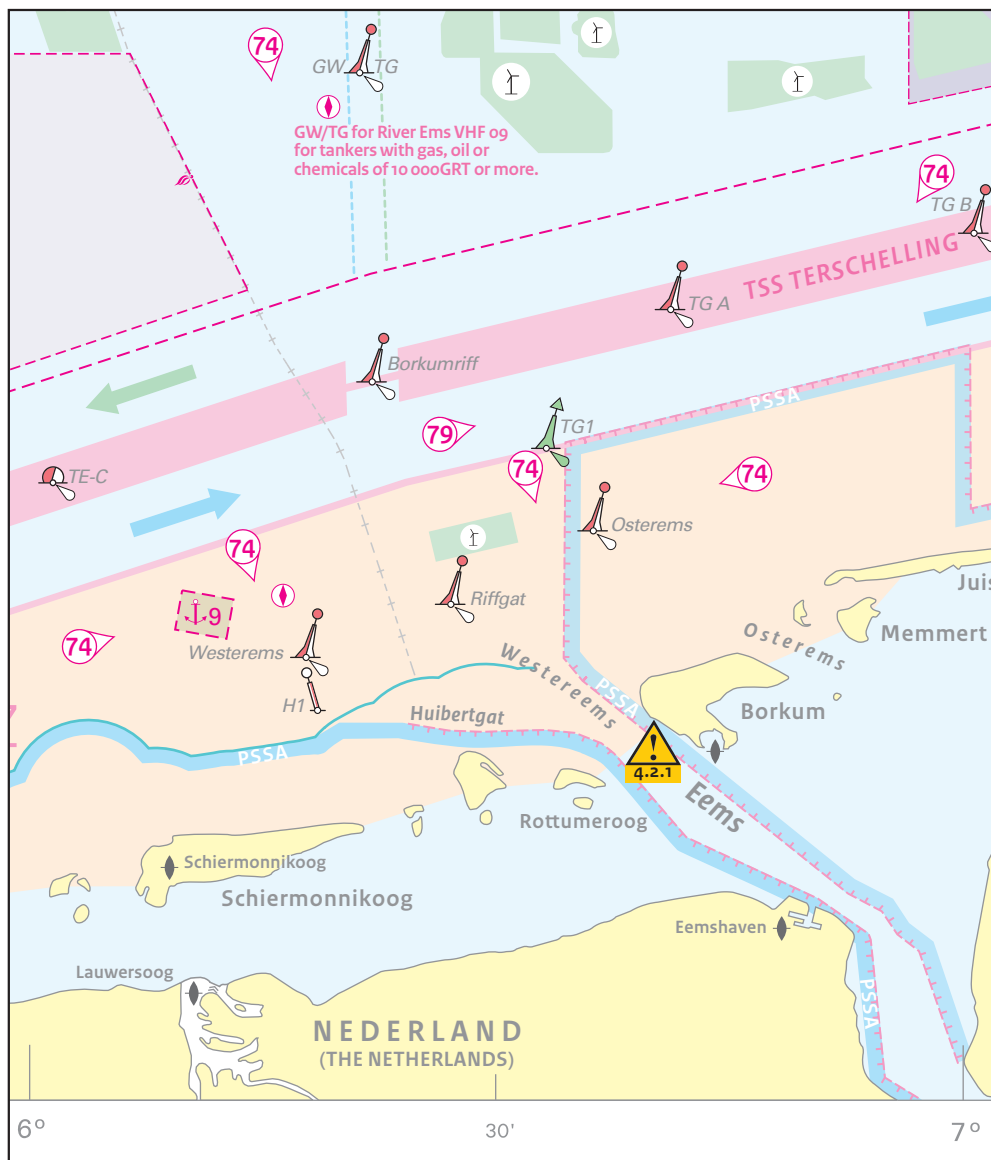 74
GW TG
GW/TG for River Ems VHF 09
for tankers with gas, oil or
chemicals of 10 000GRT or more.
74
TG B
TSS TERSCHELLING
TG A
Borkumriff
PSSA
79
TG1
74
74
TE-C
Osterems
74
Riffgat
Juis
9
Memmert
74
Westerems
Osterems
Westereems
PSSA
H1
Huibertgat
Borkum
PSSA
4.2.1
Eems
Rottumeroog
Schiermonnikoog
Schiermonnikoog
Eemshaven
Lauwersoog
PSSA
NEDERLAND
(THE NETHERLANDS)
6°
30'
7°